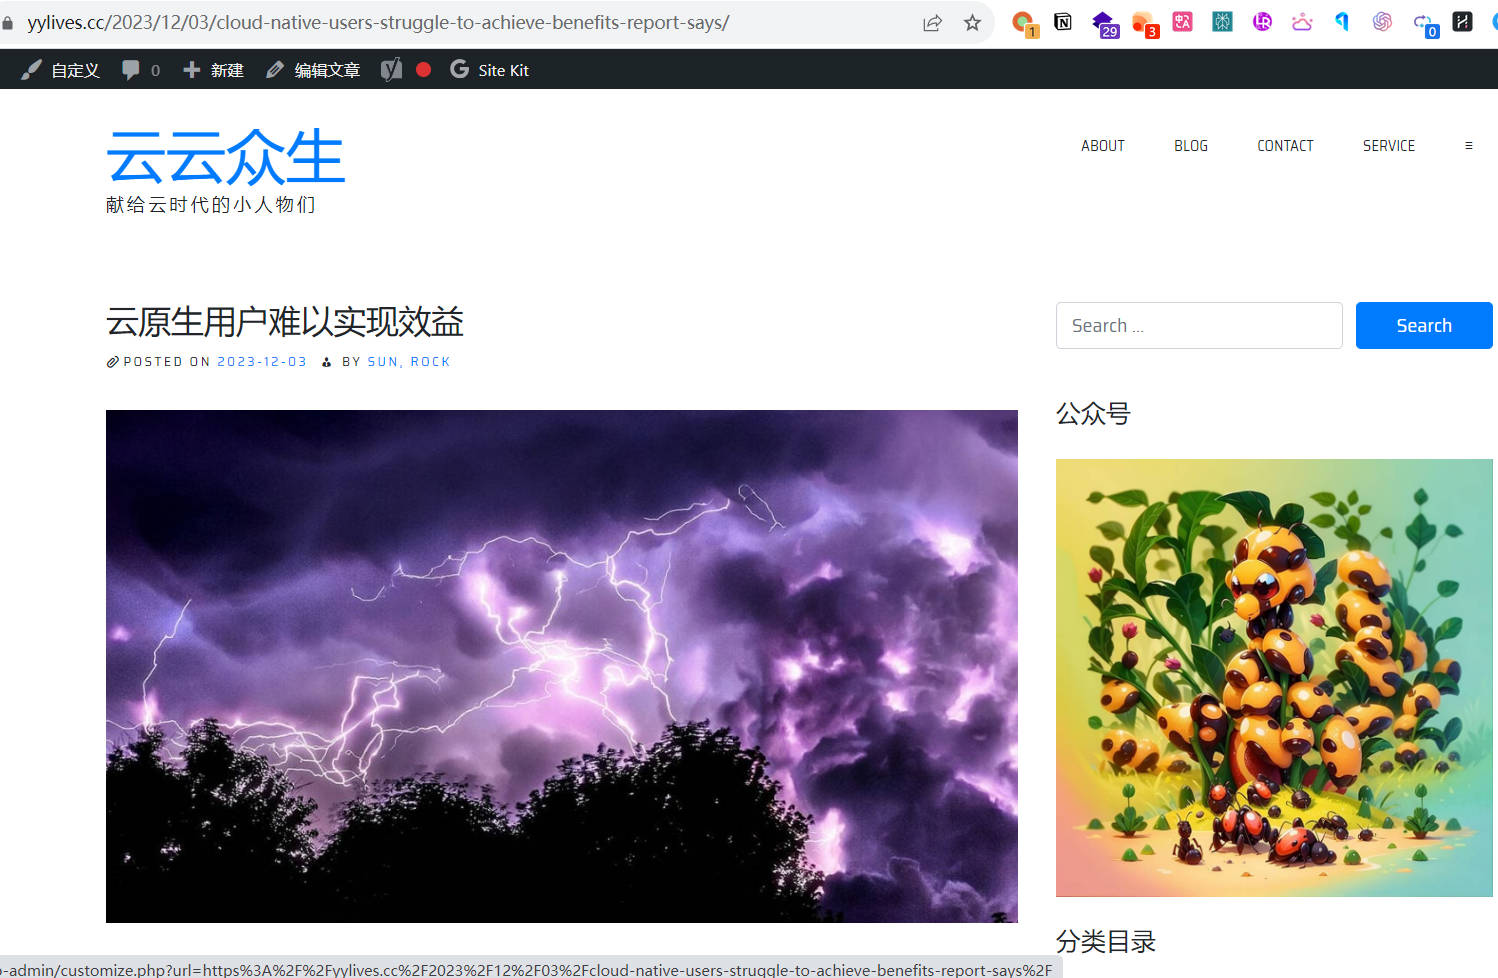 yylives.cc/2023/12/03/cloud-native-users-struggle-to-achieve-benefits-report-says/
1 29 3 0
自定义 0 新建 编辑文章 Site Kit
云云众生
献给云时代的小人物们
ABOUT BLOG CONTACT SERVICE
云原生用户难以实现效益
POSTED ON 2023-12-03 BY SUN, ROCK
Search ...
Search
公众号
分类目录
-admin/customize.php?url=https%3A%2F%2Fyylives.cc%2F2023%2F12%2F03%2Fcloud-native-users-struggle-to-achieve-benefits-report-says%2F